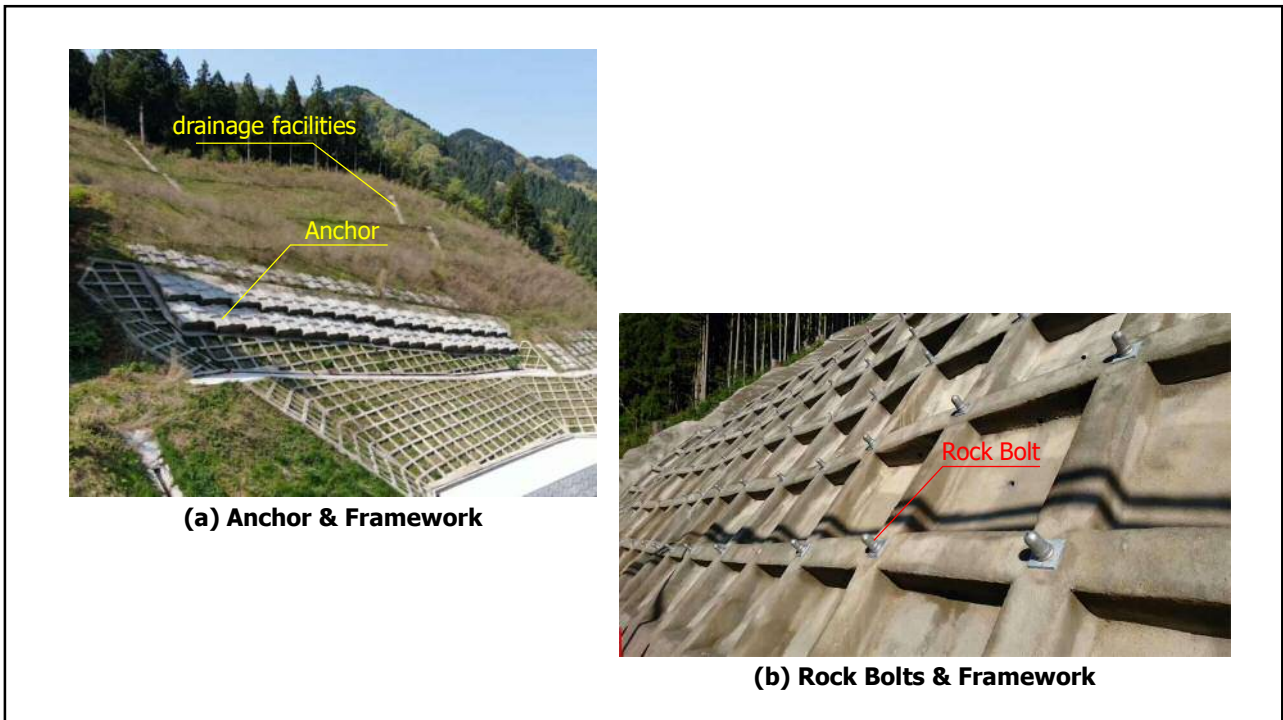 drainage facilities
Anchor
(a) Anchor & Framework
Rock Bolt
(b) Rock Bolts & Framework